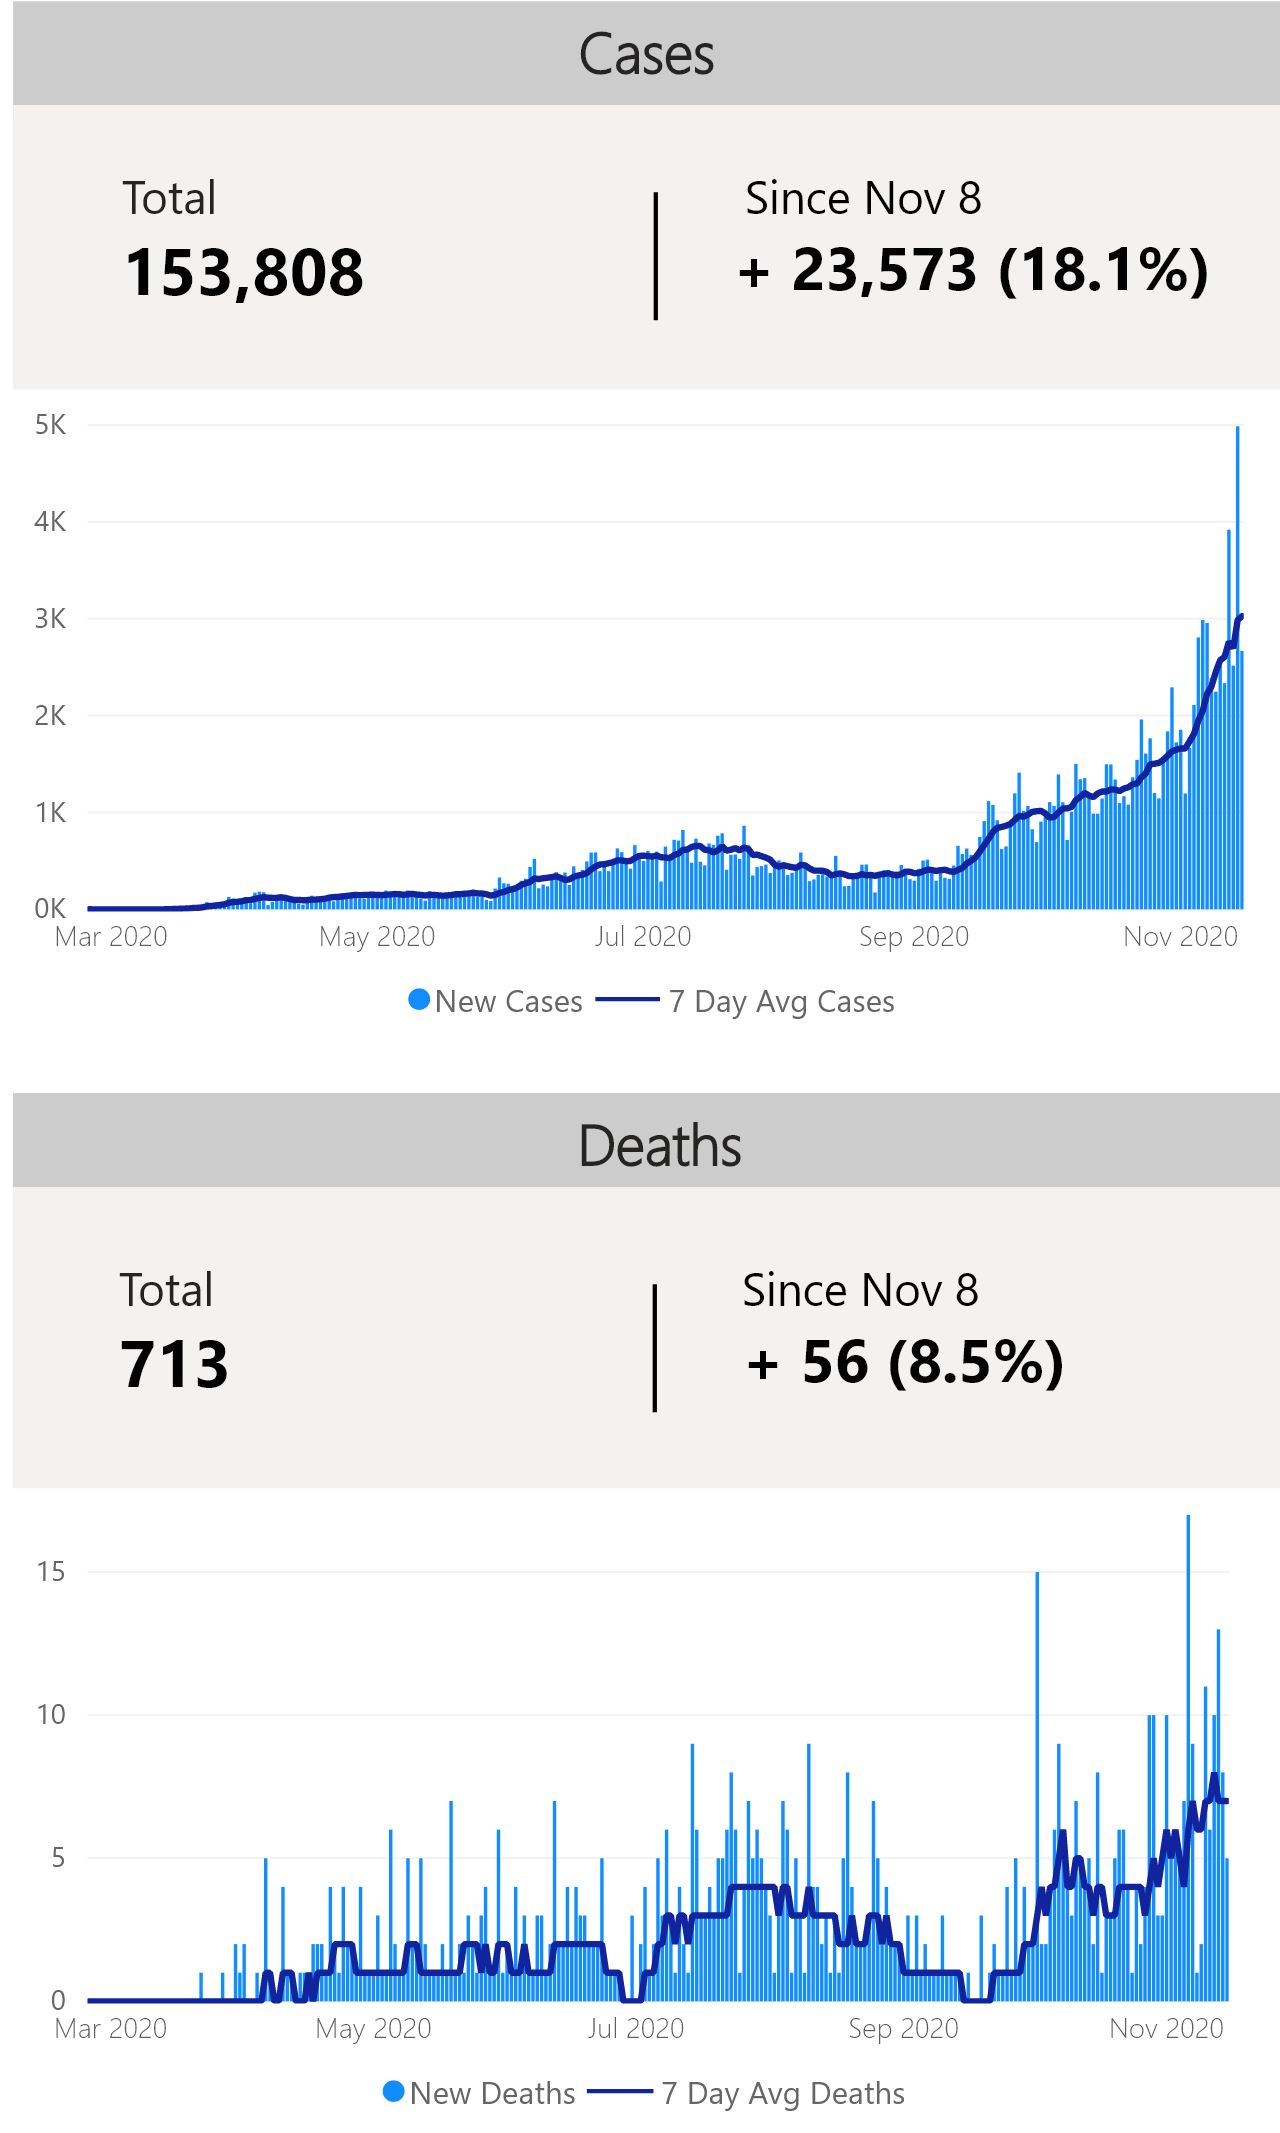 Cases
Total
Since Nov 8
153,808
+ 23,573 (18.1%)
5K
4K
3K
2K
1K
0K
Mar 2020 May 2020 Jul 2020 Sep 2020 Nov 2020
New Cases 7 Day Avg Cases
Deaths
Total
Since Nov 8
713
+ 56 (8.5%)
15
10
5
0
Mar 2020 May 2020 Jul 2020 Sep 2020 Nov 2020
New Deaths 7 Day Avg Deaths